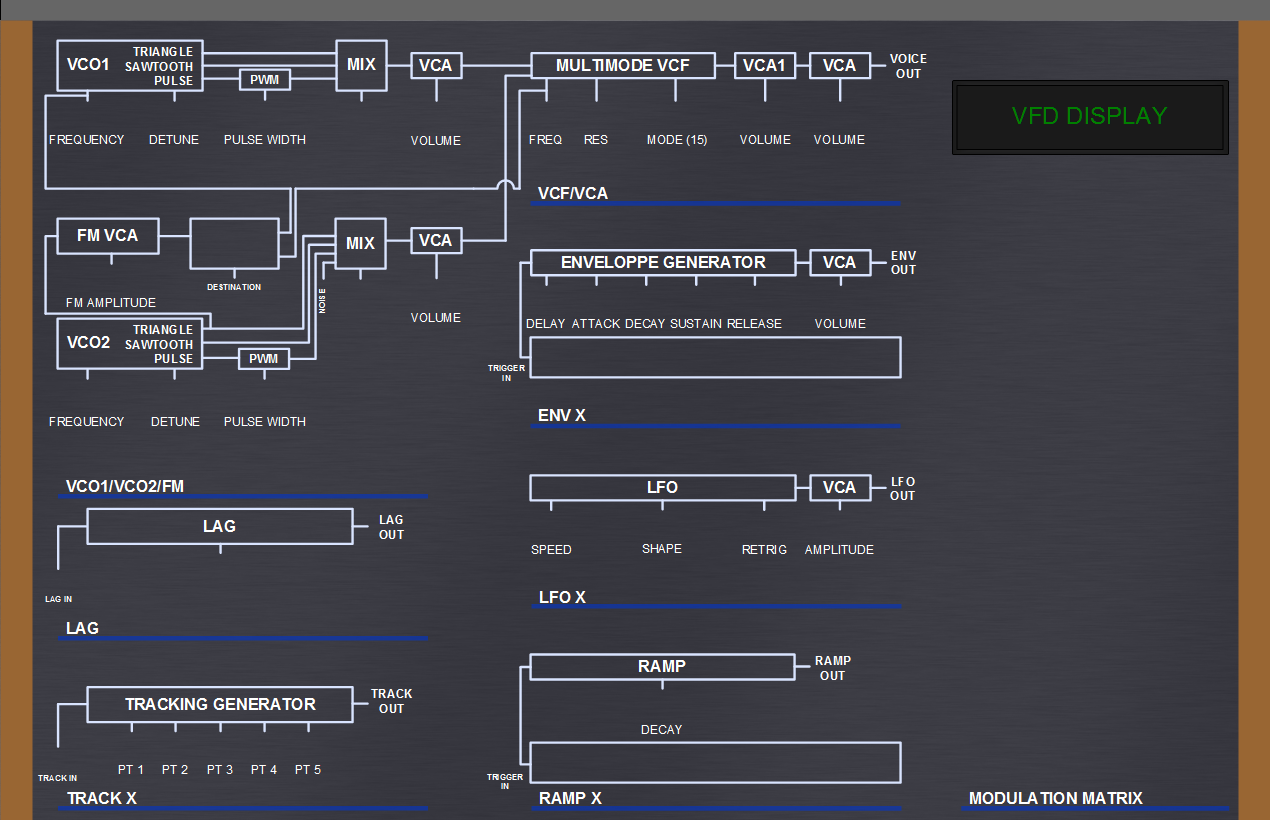 VCO1
TRIANGLE
SAWTOOTH
PULSE
PWM
MIX
VCA
FREQUENCY
DETUNE
PULSE WIDTH
VOLUME
MULTIMODE VCF
VCA1
VCA
VOICE
OUT
FREQ
RES
MODE (15)
VOLUME
VOLUME
VCF/VCA
VFD DISPLAY
FM VCA
DESTINATION
FM AMPLITUDE
MIX
VCA
NOISE
VOLUME
VCO2
TRIANGLE
SAWTOOTH
PULSE
PWM
FREQUENCY
DETUNE
PULSE WIDTH
VCO1/VCO2/FM
ENVELOPPE GENERATOR
VCA
ENV
OUT
DELAY
ATTACK
DECAY
SUSTAIN
RELEASE
VOLUME
TRIGGER
IN
ENV X
LAG
LAG
OUT
LAG IN
LAG
LFO
VCA
LFO
OUT
SPEED
SHAPE
RETRIG
AMPLITUDE
LFO X
TRACKING GENERATOR
TRACK
OUT
TRACK IN
PT 1
PT 2
PT 3
PT 4
PT 5
TRACK X
RAMP
RAMP
OUT
DECAY
TRIGGER
IN
RAMP X
MODULATION MATRIX